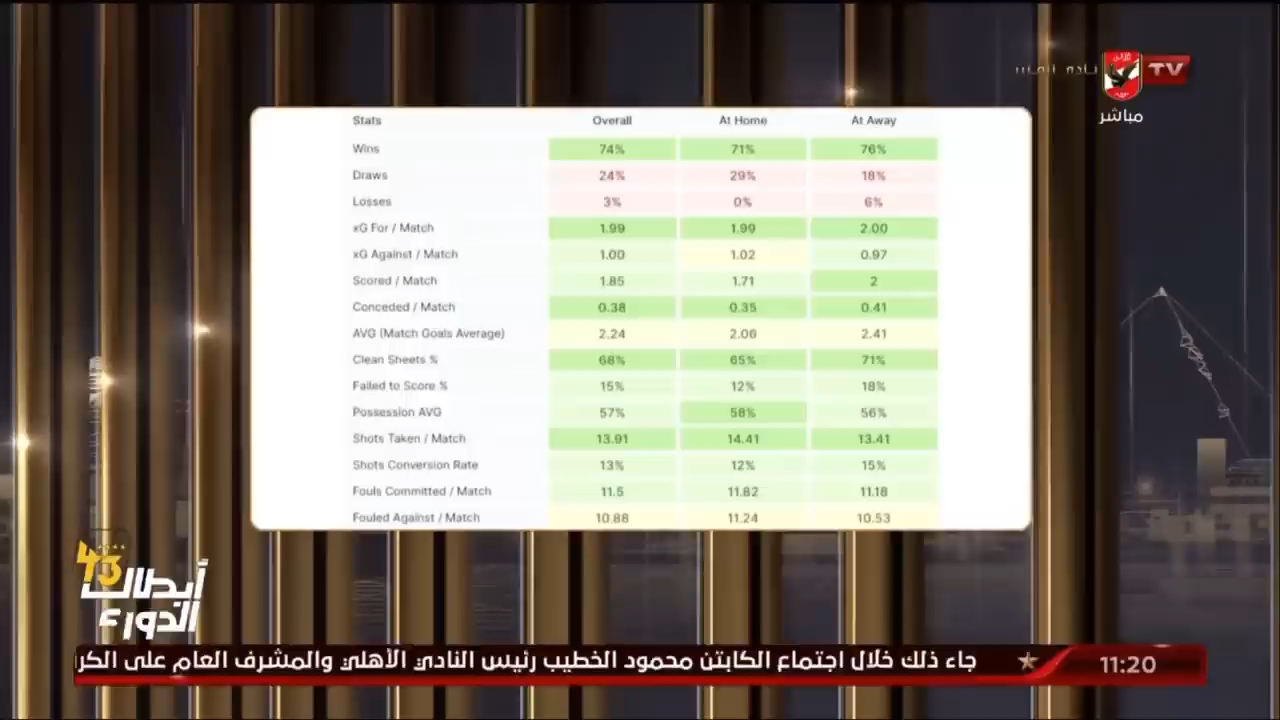 TV
مباشر
Stats Overall At Home At Away
Wins 74% 71% 76%
Draws 24% 29% 18%
Losses 3% 0% 6%
xG For / Match 1.99 1.99 2.00
xG Against / Match 1.00 1.02 0.97
Scored / Match 1.85 1.71 2
Conceded / Match 0.38 0.35 0.41
AVG (Match Goals Average) 2.24 2.06 2.41
Clean Sheets % 68% 65% 71%
Failed to Score % 15% 12% 18%
Possession AVG 57% 58% 56%
Shots Taken / Match 13.91 14.41 13.41
Shots Conversion Rate 13% 12% 15%
Fouls Committed / Match 11.5 11.82 11.18
Fouled Against / Match 10.88 11.24 10.53
43
أبطال
الدوري
جاء ذلك خلال اجتماع الكابتن محمود الخطيب رئيس النادي الأهلي والمشرف العام على الكر
11:20